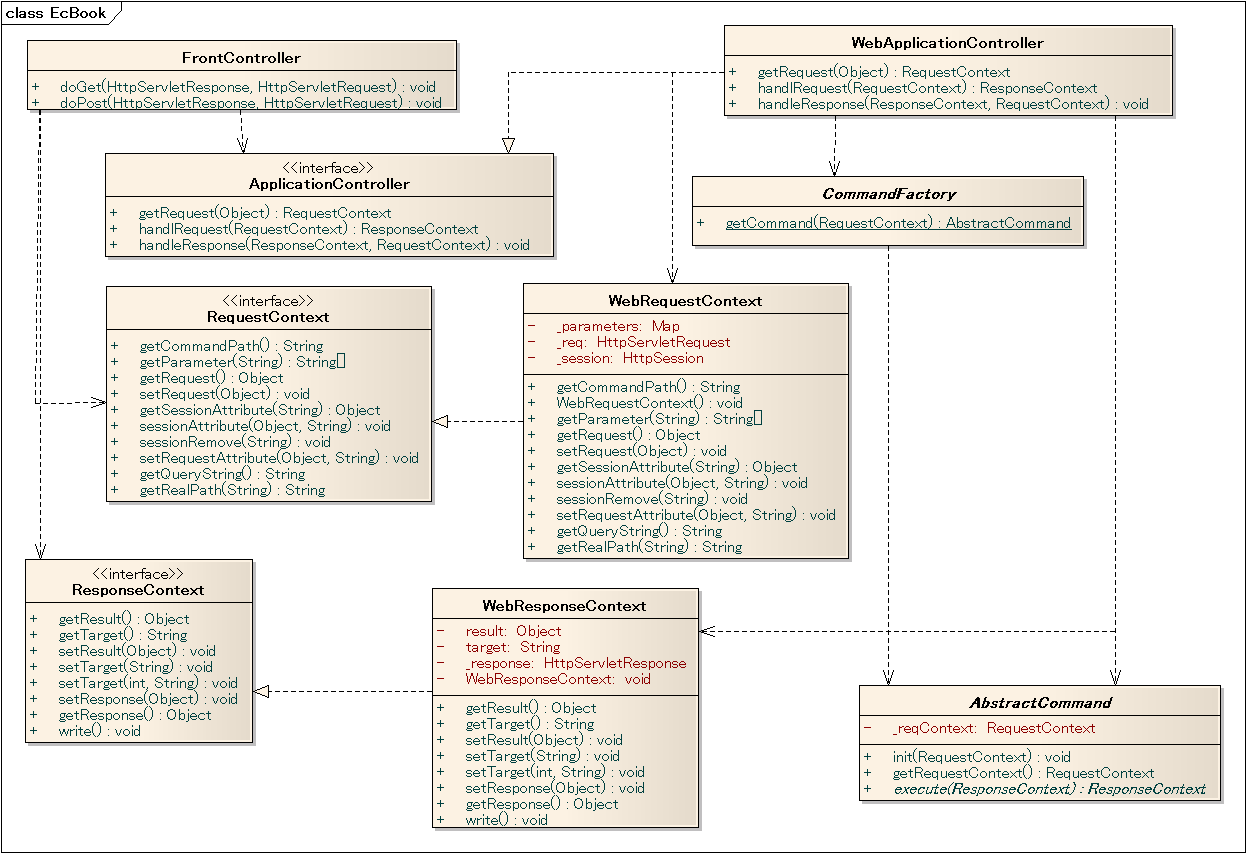 class EcBook
FrontController
+ doGet(HttpServletResponse, HttpServletRequest) : void
+ doPost(HttpServletResponse, HttpServletRequest) : void
WebApplicationController
+ getRequest(Object) : RequestContext
+ handlRequest(RequestContext) : ResponseContext
+ handleResponse(ResponseContext, RequestContext) : void
<<interface>>
ApplicationController
+ getRequest(Object) : RequestContext
+ handlRequest(RequestContext) : ResponseContext
+ handleResponse(ResponseContext, RequestContext) : void
CommandFactory
+ getCommand(RequestContext) : AbstractCommand
<<interface>>
RequestContext
+ getCommandPath() : String
+ getParameter(String) : String[]
+ getRequest() : Object
+ setRequest(Object) : void
+ getSessionAttribute(String) : Object
+ sessionAttribute(Object, String) : void
+ sessionRemove(String) : void
+ setRequestAttribute(Object, String) : void
+ getQueryString() : String
+ getRealPath(String) : String
WebRequestContext
- _parameters: Map
- _req: HttpServletRequest
- _session: HttpSession
+ getCommandPath() : String
+ WebRequestContext() : void
+ getParameter(String) : String[]
+ getRequest() : Object
+ setRequest(Object) : void
+ getSessionAttribute(String) : Object
+ sessionAttribute(Object, String) : void
+ sessionRemove(String) : void
+ setRequestAttribute(Object, String) : void
+ getQueryString() : String
+ getRealPath(String) : String
<<interface>>
ResponseContext
+ getResult() : Object
+ getTarget() : String
+ setResult(Object) : void
+ setTarget(String) : void
+ setTarget(int, String) : void
+ setResponse(Object) : void
+ getResponse() : Object
+ write() : void
WebResponseContext
- result: Object
- target: String
- _response: HttpServletResponse
- WebResponseContext: void
+ getResult() : Object
+ getTarget() : String
+ setResult(Object) : void
+ setTarget(String) : void
+ setTarget(int, String) : void
+ setResponse(Object) : void
+ getResponse() : Object
+ write() : void
AbstractCommand
- _reqContext: RequestContext
+ init(RequestContext) : void
+ getRequestContext() : RequestContext
+ execute(ResponseContext) : ResponseContext